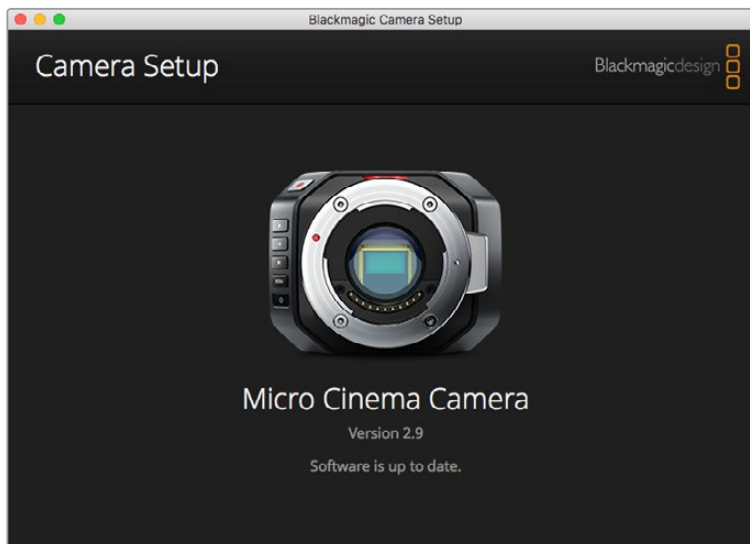 Blackmagic Camera Setup
Camera Setup
Blackmagicdesign
Micro Cinema Camera
Version 2.9
Software is up to date.